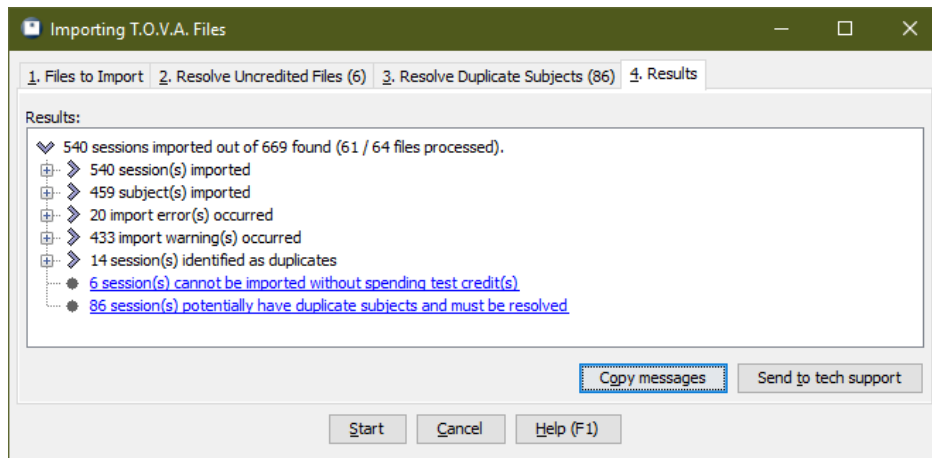 Importing T.O.V.A. Files
1. Files to Import 2. Resolve Uncredited Files (6) 3. Resolve Duplicate Subjects (86) 4. Results
Results:
540 sessions imported out of 669 found (61 / 64 files processed).
540 session(s) imported
459 subject(s) imported
20 import error(s) occurred
433 import warning(s) occurred
14 session(s) identified as duplicates
6 session(s) cannot be imported without spending test credit(s)
86 session(s) potentially have duplicate subjects and must be resolved
Copy messages Send to tech support
Start Cancel Help (F1)